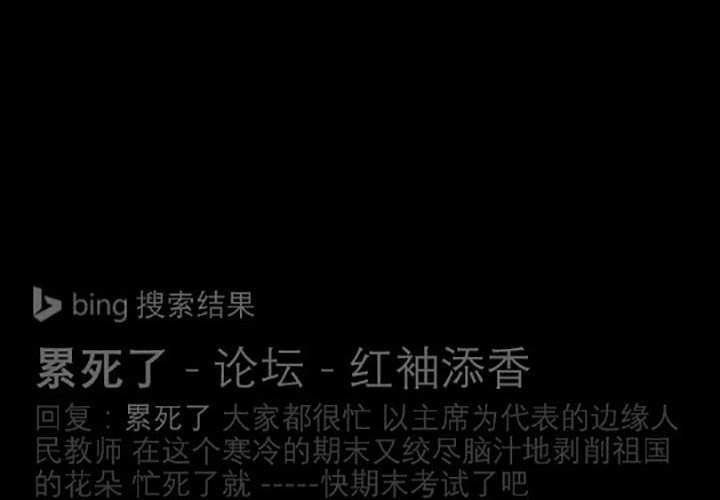 bing 搜索结果
累死了 - 论坛 - 红袖添香
回复：累死了 大家都很忙 以主席为代表的边缘人
民教师 在这个寒冷的期末又绞尽脑汁地剥削祖国
的花朵 忙死了就 -----快期末考试了吧